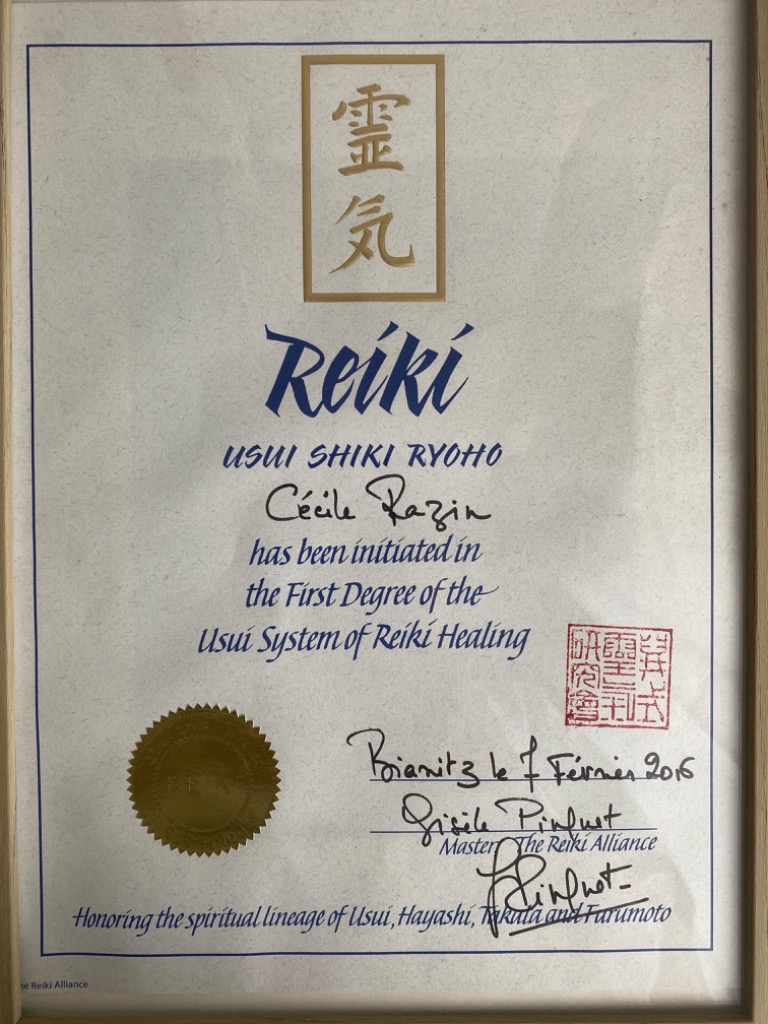 霊
気
Reiki
USUI SHIKI RYOHO
Cécile Razin
has been initiated in
the First Degree of the
Usui System of Reiki Healing
Biarritz le 7 Février 2016
Gisèle
Master The Reiki Alliance
Honoring the spiritual lineage of Usui, Hayashi, Takata and Furumoto
he Reiki Alliance